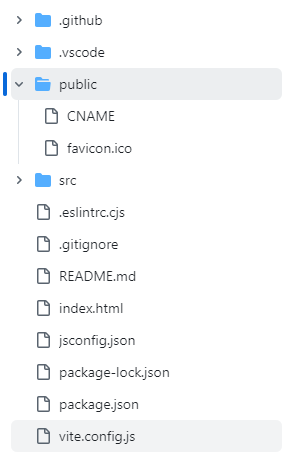 .github
.vscode
public
CNAME
favicon.ico
src
.eslintrc.cjs
.gitignore
README.md
index.html
jsconfig.json
package-lock.json
package.json
vite.config.js